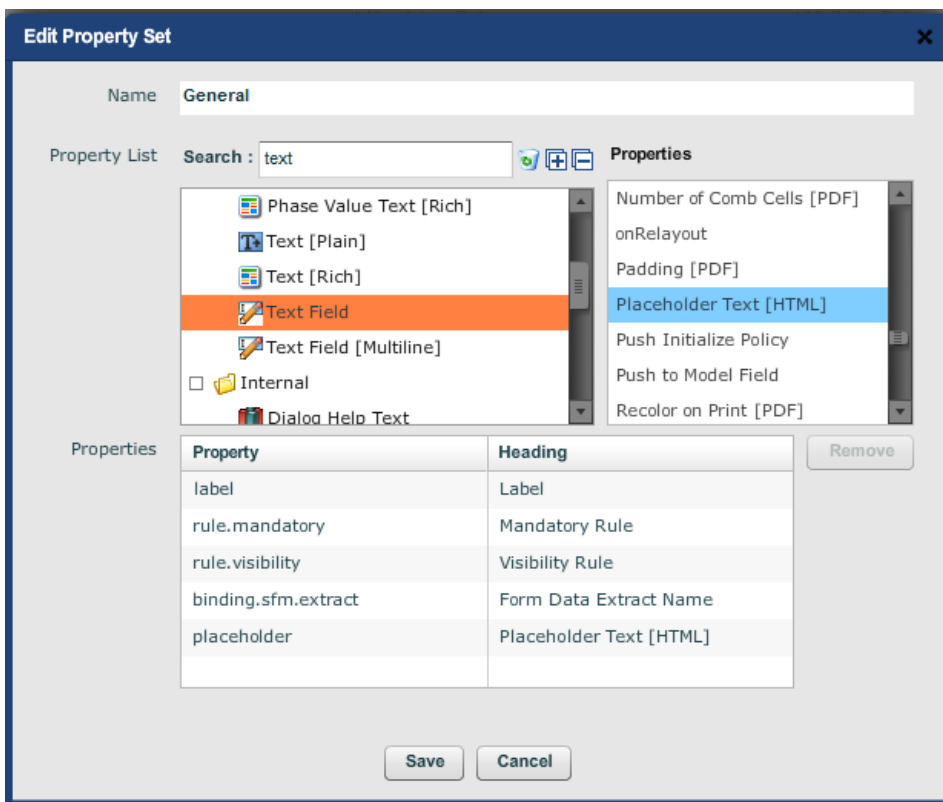 Edit Property Set
Name General
Property List Search : text Properties
Phase Value Text [Rich]
Text [Plain]
Text [Rich]
Text Field
Text Field [Multiline]
Internal
Dialog Help Text
Number of Comb Cells [PDF]
onRelayout
Padding [PDF]
Placeholder Text [HTML]
Push Initialize Policy
Push to Model Field
Recolor on Print [PDF]
Properties
Property Heading
label Label
rule.mandatory Mandatory Rule
rule.visibility Visibility Rule
binding.sfm.extract Form Data Extract Name
placeholder Placeholder Text [HTML]
Remove
Save Cancel